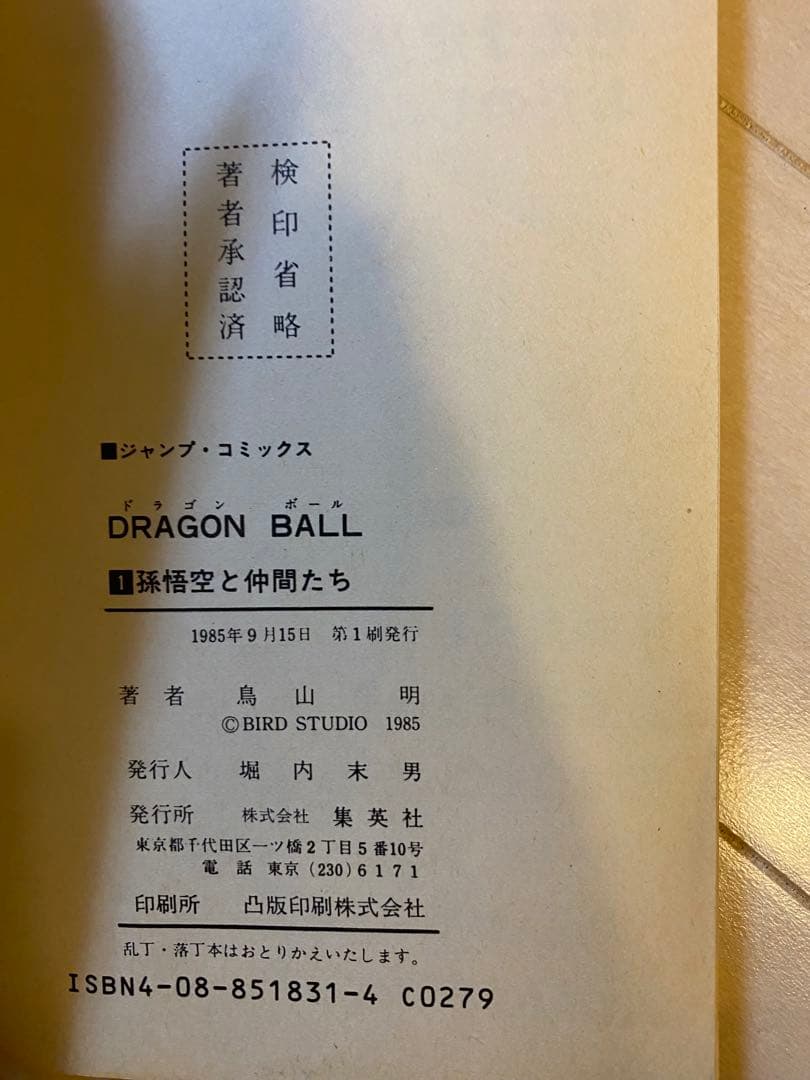 検印省略
著者承認済
■ジャンプ・コミックス
ドラゴン ボール
DRAGON BALL
1孫悟空と仲間たち
1985年9月15日 第1刷発行
著者 鳥山 明
©BIRD STUDIO 1985
発行人 堀内末男
発行所 株式会社 集英社
東京都千代田区一ツ橋2丁目5番10号
電話 東京(230)6171
印刷所 凸版印刷株式会社
乱丁・落丁本はおとりかえいたします。
ISBN4-08-851831-4 C0279